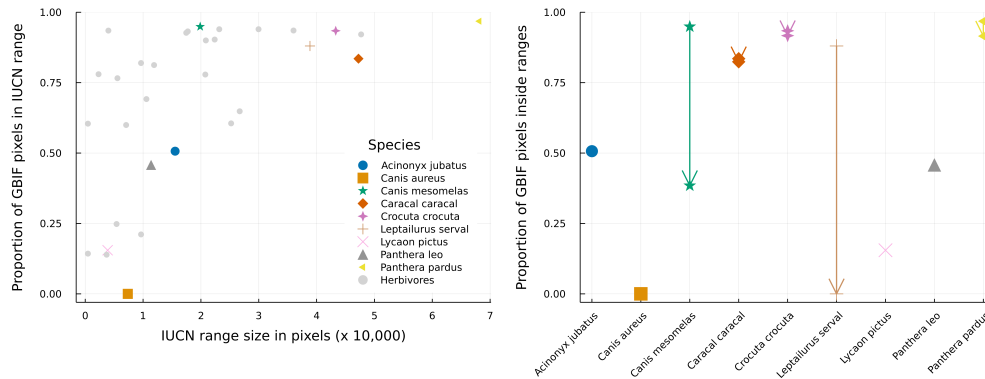 Proportion of GBIF pixels in IUCN range
1.00
0.75
0.50
0.25
0.00
0
1
2
3
4
5
6
7
IUCN range size in pixels (x 10,000)
Species
Acinonyx jubatus
Canis aureus
Canis mesomelas
Caracal caracal
Crocuta crocuta
Leptailurus serval
Lycaon pictus
Panthera leo
Panthera pardus
Herbivores
Proportion of GBIF pixels inside ranges
1.00
0.75
0.50
0.25
0.00
Acinonyx jubatus
Canis aureus
Canis mesomelas
Caracal caracal
Crocuta crocuta
Leptailurus serval
Lycaon pictus
Panthera leo
Panthera pardus